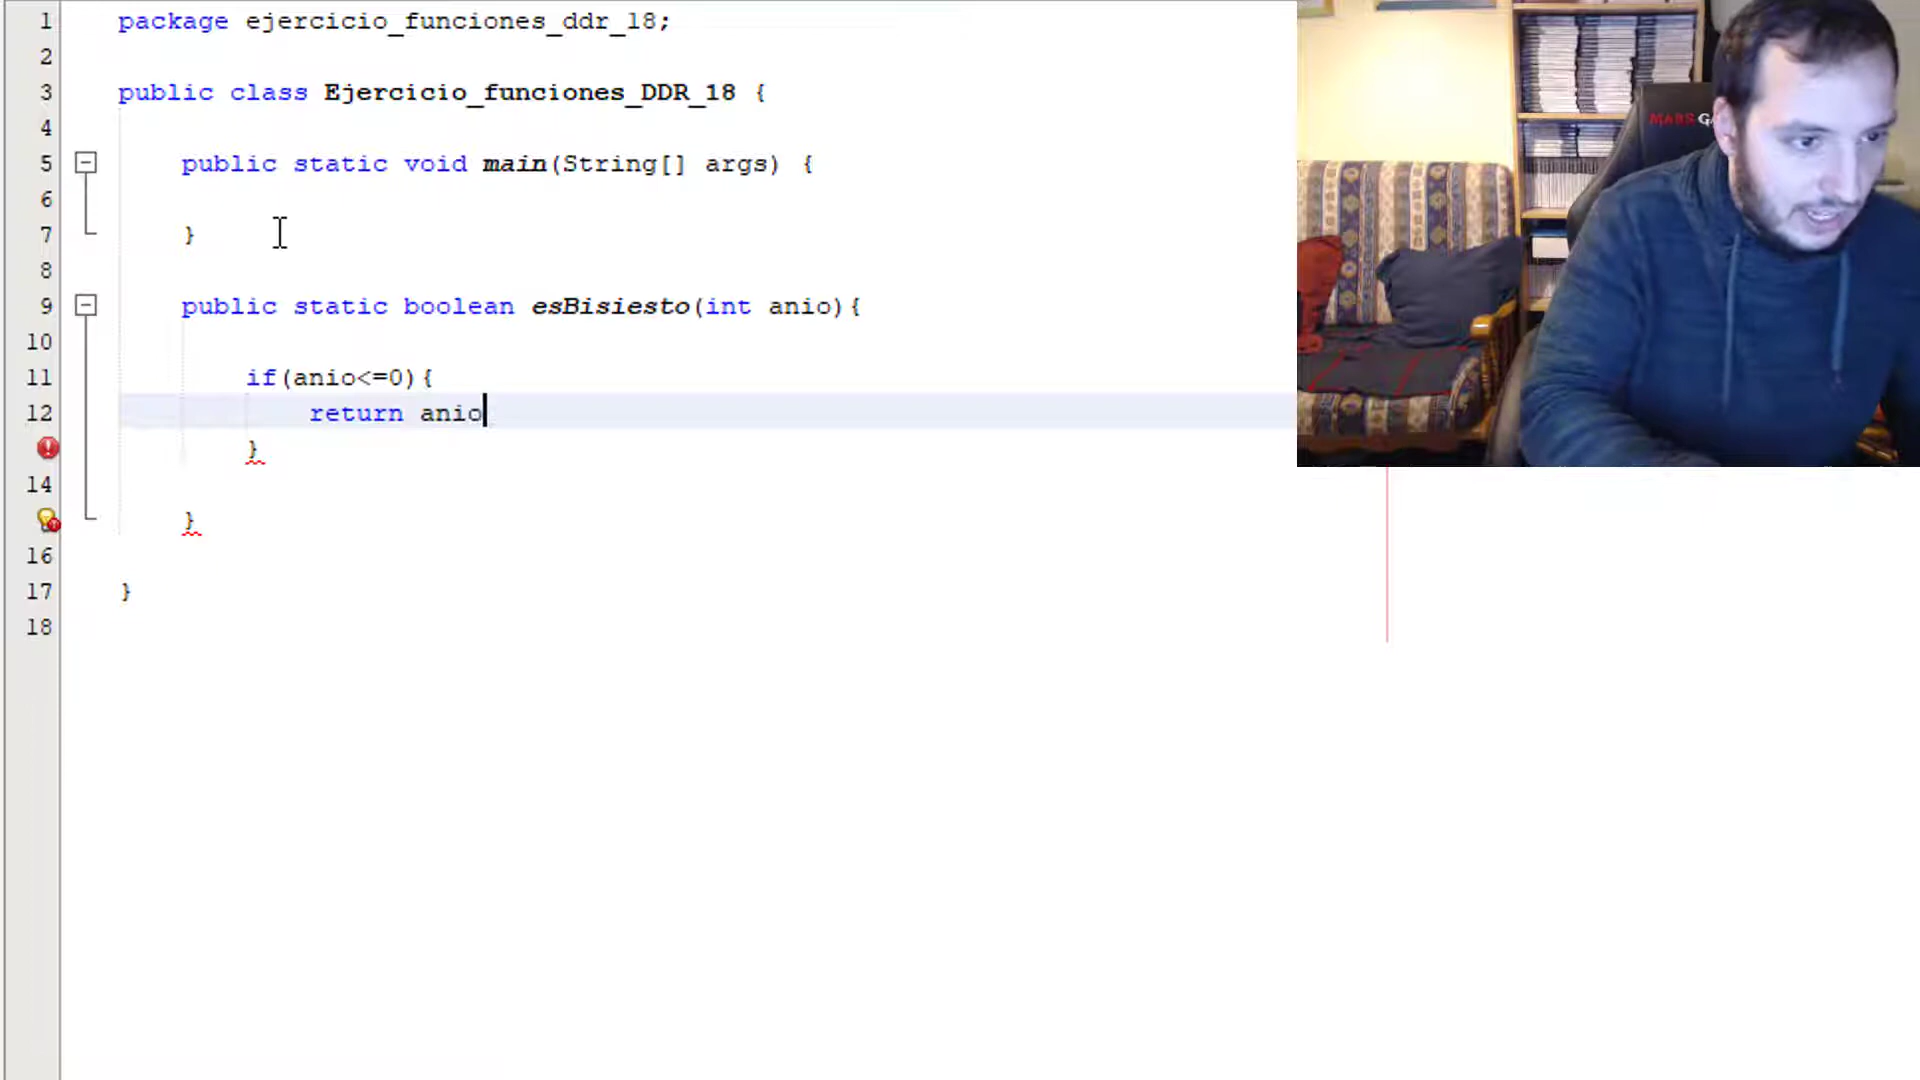 1 package ejercicio_funciones_ddr_18;
2
3 public class Ejercicio_funciones_DDR_18 {
4
5 public static void main(String[] args) {
6
7 }
8
9 public static boolean esBisiesto(int anio){
10
11 if(anio<=0){
12 return anio
}
14
}
16
17 }
18
MARS GA